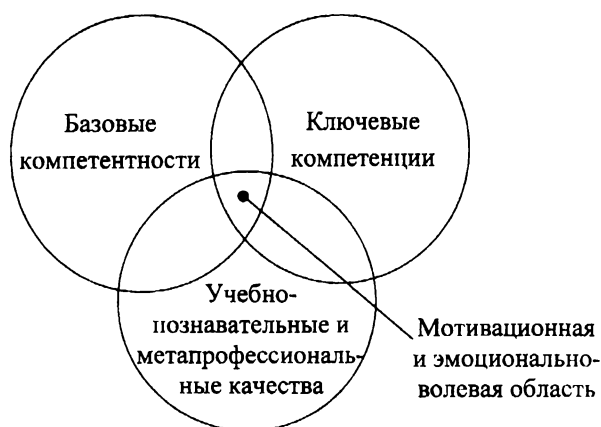 Базовые
компетентности
Ключевые
компетенции
Учебно-
познавательные и
метапрофессиональ-
ные качества
Мотивационная
и эмоционально-
волевая область